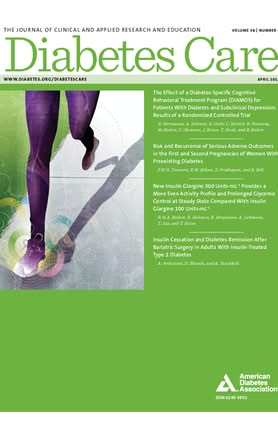 THE JOURNAL OF CLINICAL AND APPLIED RESEARCH AND EDUCATION
VOLUME 38 | NUMBER
Diabetes Care
WWW.DIABETES.ORG/DIABETESCARE
APRIL 201
The Effect of a Diabetes-Specific Cognitive
Behavioral Treatment Program (DIAMOS) for
Patients With Diabetes and Subclinical Depression:
Results of a Randomized Controlled Trial
Risk and Recurrence of Serious Adverse Outcomes
in the First and Second Pregnancies of Women With
Preexisting Diabetes
New Insulin Glargine 300 Units·mL⁻¹ Provides a
More Even Activity Profile and Prolonged Glycemic
Control at Steady State Compared With Insulin
Glargine 100 Units·mL⁻¹
Insulin Cessation and Diabetes Remission After
Bariatric Surgery in Adults With Insulin-Treated
Type 2 Diabetes
American
Diabetes
Association